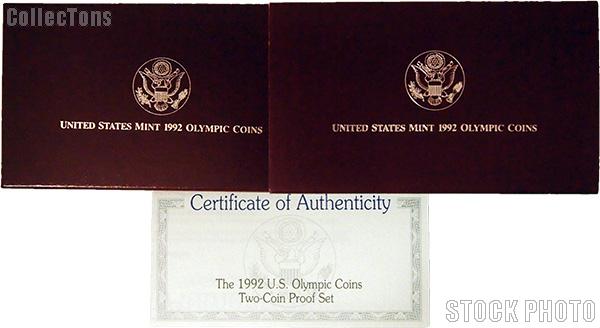 CollecTons
UNITED STATES MINT 1992 OLYMPIC COINS
UNITED STATES MINT 1992 OLYMPIC COINS
Certificate of Authenticity
The 1992 U.S. Olympic Coins
Two-Coin Proof Set
STOCK PHOTO